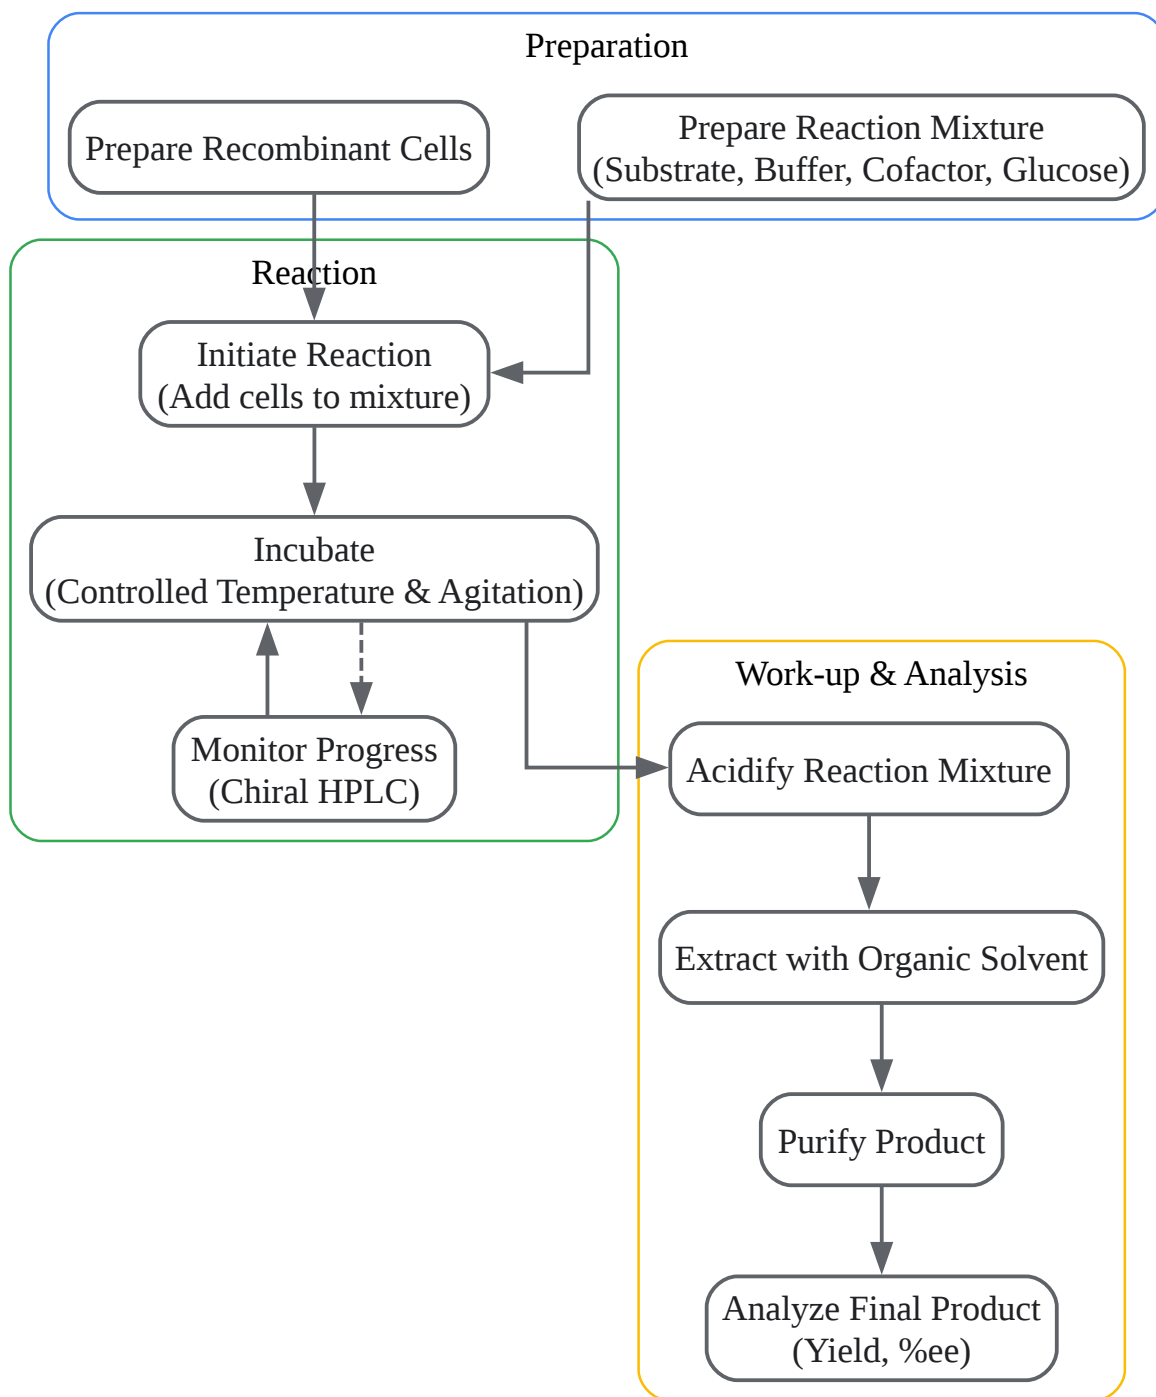 Preparation
Prepare Recombinant Cells
Prepare Reaction Mixture
(Substrate, Buffer, Cofactor, Glucose)
Reaction
Initiate Reaction
(Add cells to mixture)
Incubate
(Controlled Temperature & Agitation)
Monitor Progress
(Chiral HPLC)
Work-up & Analysis
Acidify Reaction Mixture
Extract with Organic Solvent
Purify Product
Analyze Final Product
(Yield, %ee)